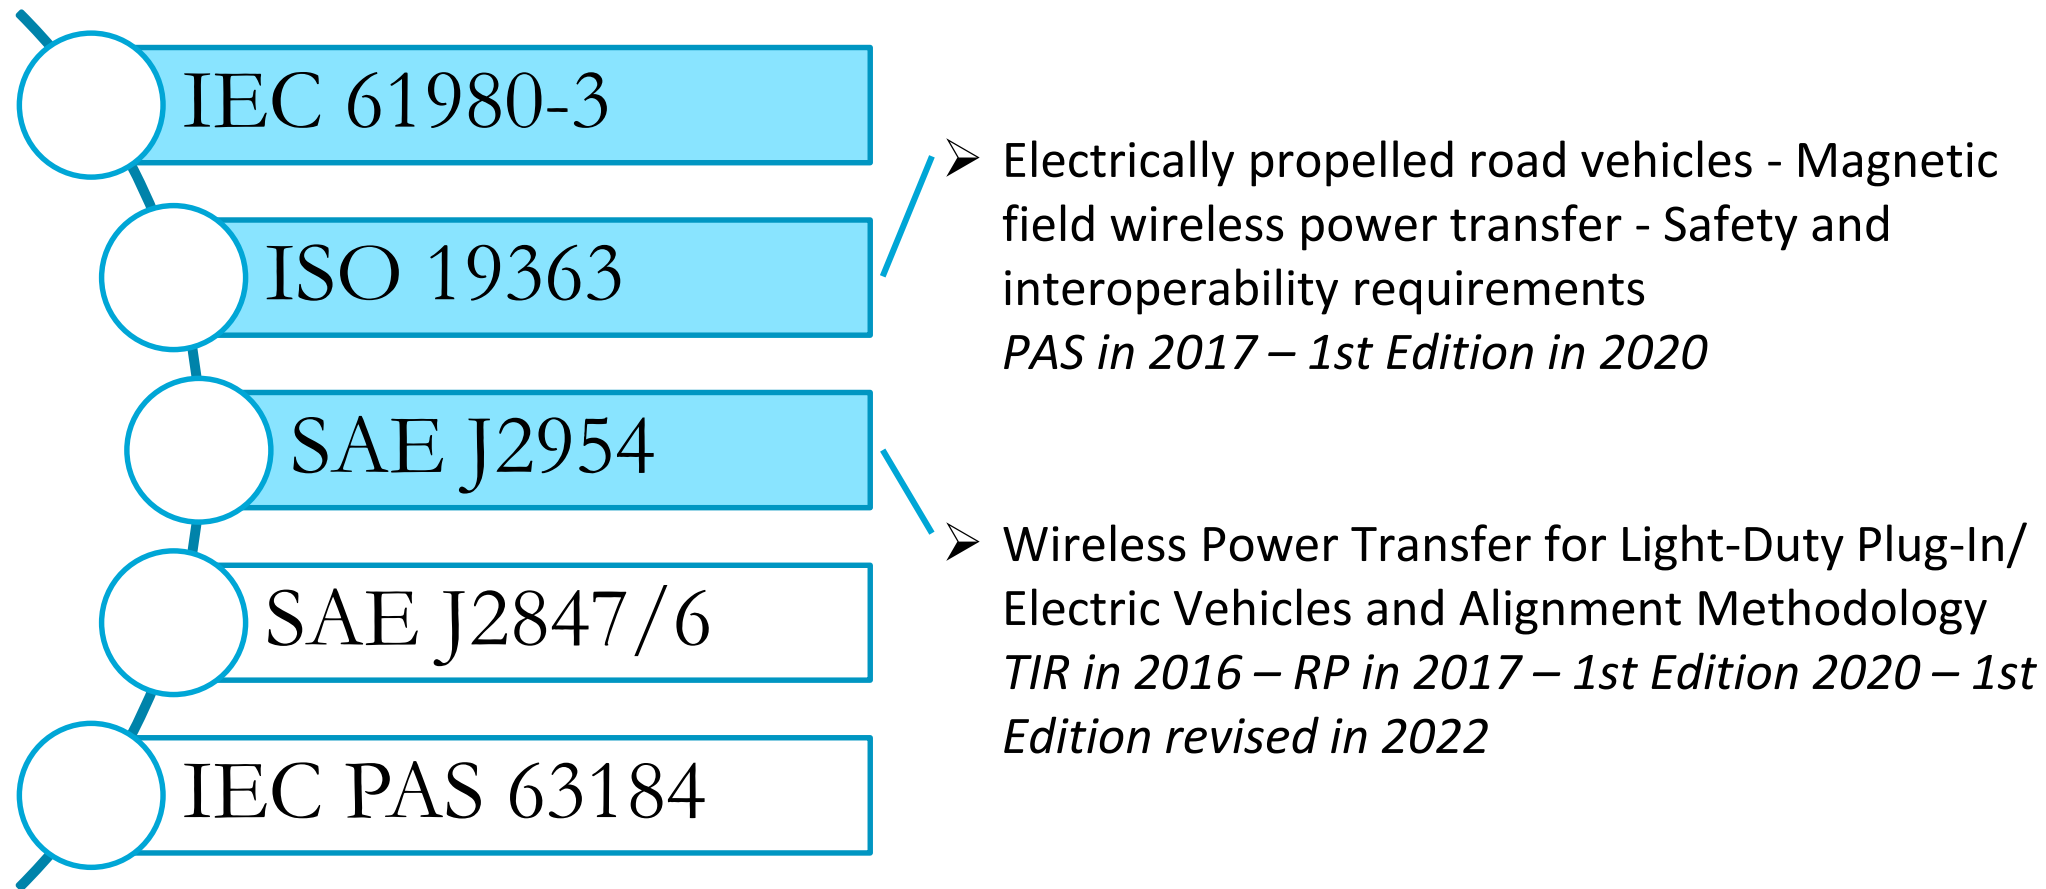 IEC 61980-3
ISO 19363
SAE J2954
SAE J2847/6
IEC PAS 63184
Electrically propelled road vehicles - Magnetic
field wireless power transfer - Safety and
interoperability requirements
PAS in 2017 – 1st Edition in 2020
Wireless Power Transfer for Light-Duty Plug-In/
Electric Vehicles and Alignment Methodology
TIR in 2016 – RP in 2017 – 1st Edition 2020 – 1st
Edition revised in 2022